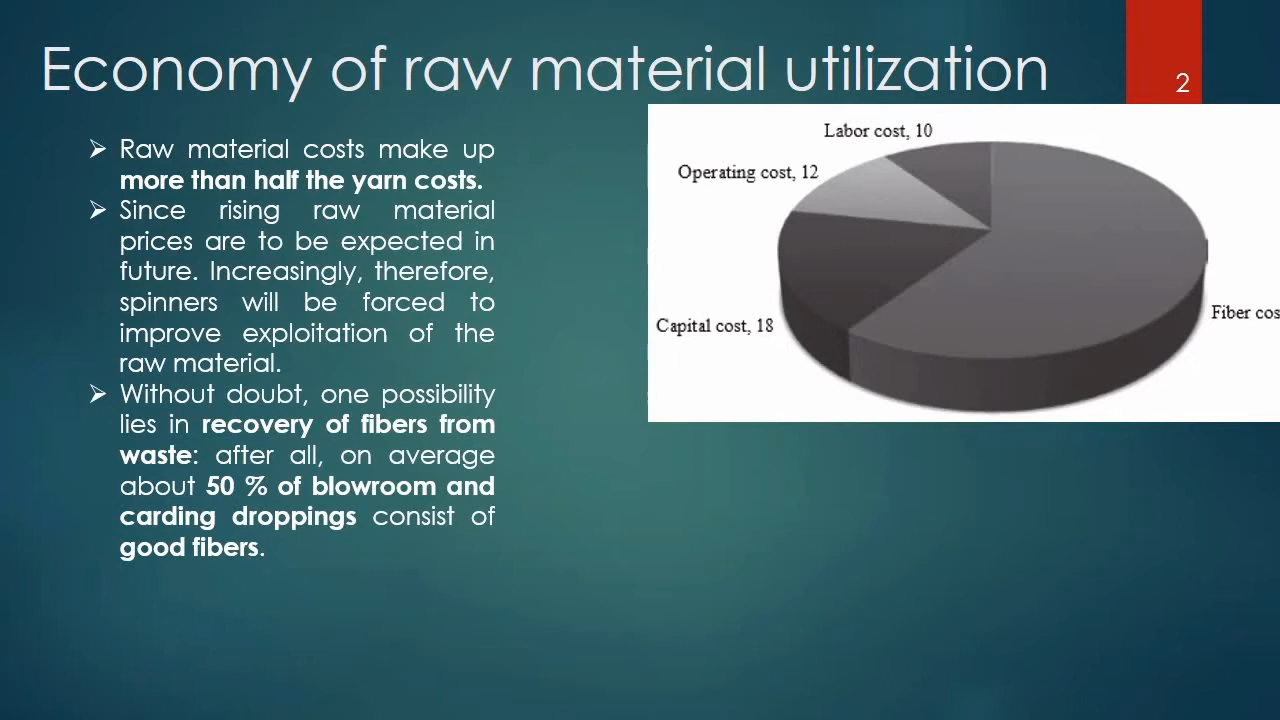 Economy of raw material utilization
2
➢ Raw material costs make up
more than half the yarn costs.
➢ Since rising raw material
prices are to be expected in
future. Increasingly, therefore,
spinners will be forced to
improve exploitation of the
raw material.
➢ Without doubt, one possibility
lies in recovery of fibers from
waste: after all, on average
about 50 % of blowroom and
carding droppings consist of
good fibers.
Labor cost, 10
Operating cost, 12
Capital cost, 18
Fiber cos